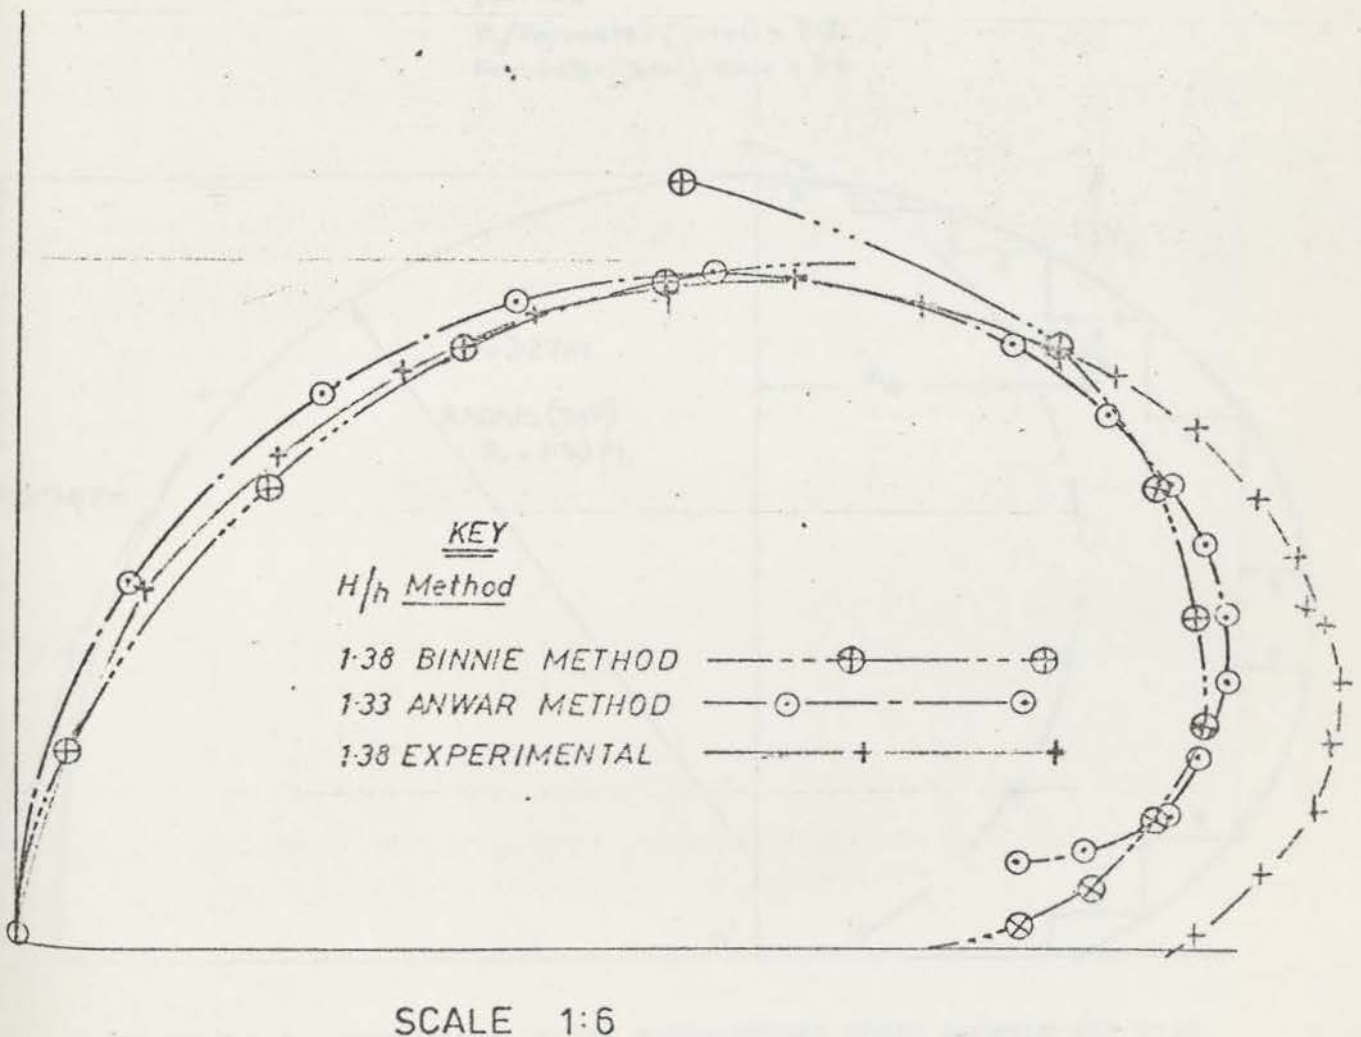 KEY
H/h Method
1·38 BINNIE METHOD
1·33 ANWAR METHOD
1·38 EXPERIMENTAL
SCALE 1:6